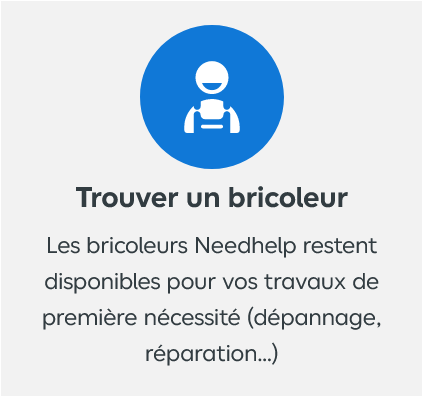 Trouver un bricoleur
Les bricoleurs Needhelp restent
disponibles pour vos travaux de
première nécessité (dépannage,
réparation...)